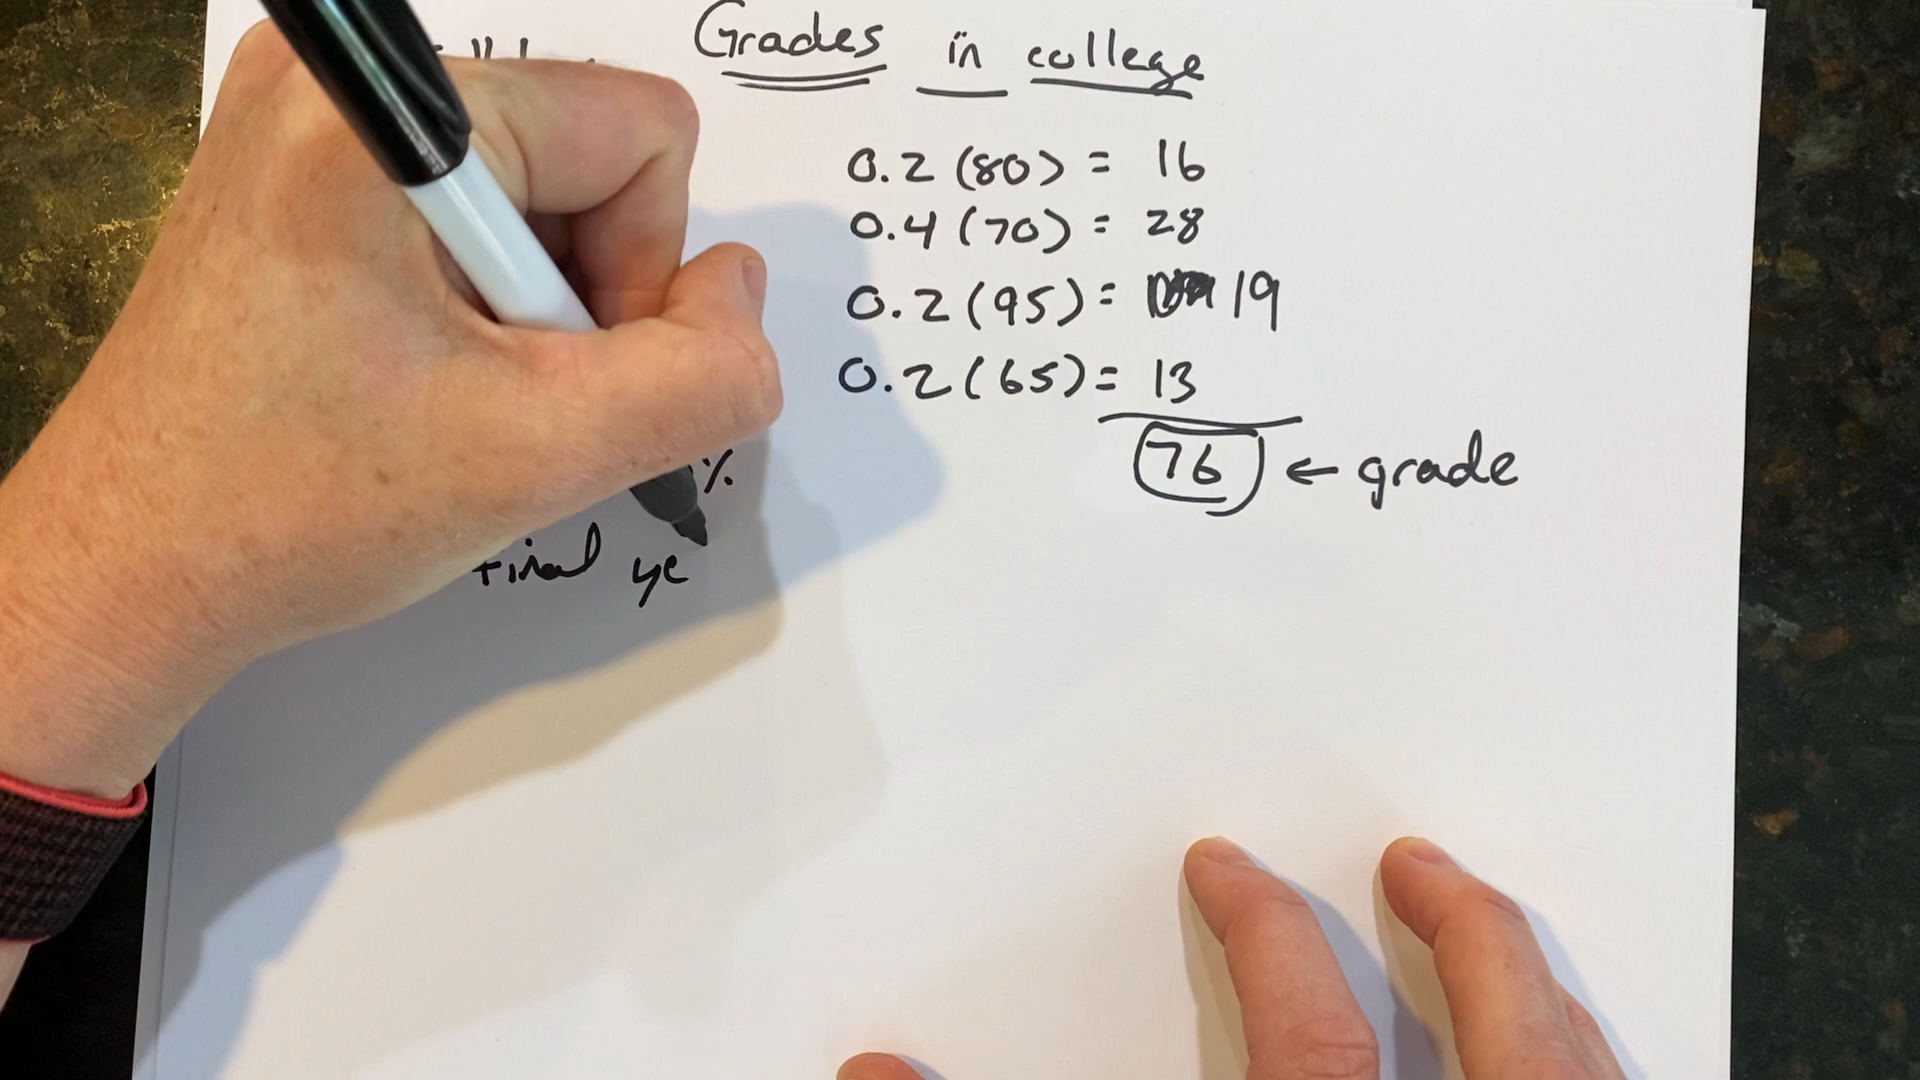 Grades in college
0.2 (80) = 16
0.4 (70) = 28
0.2 (95) = 19
0.2 (65) = 13
76 ← grade
%
final ye